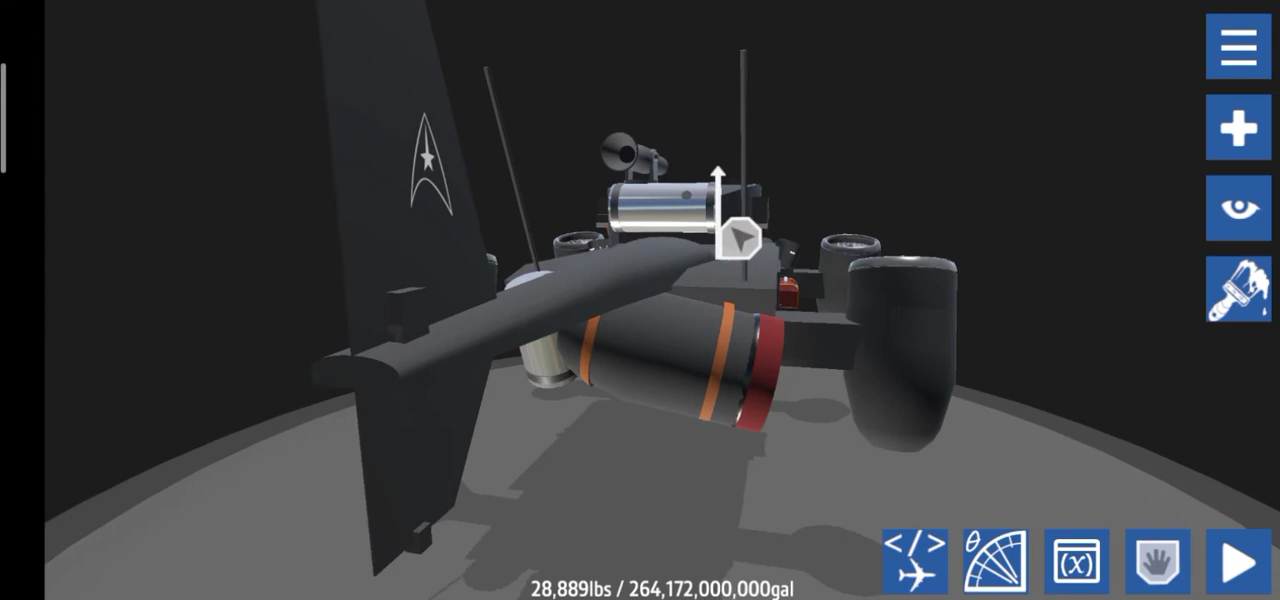 </>
θ
(x)
28,889lbs / 264,172,000,000gal